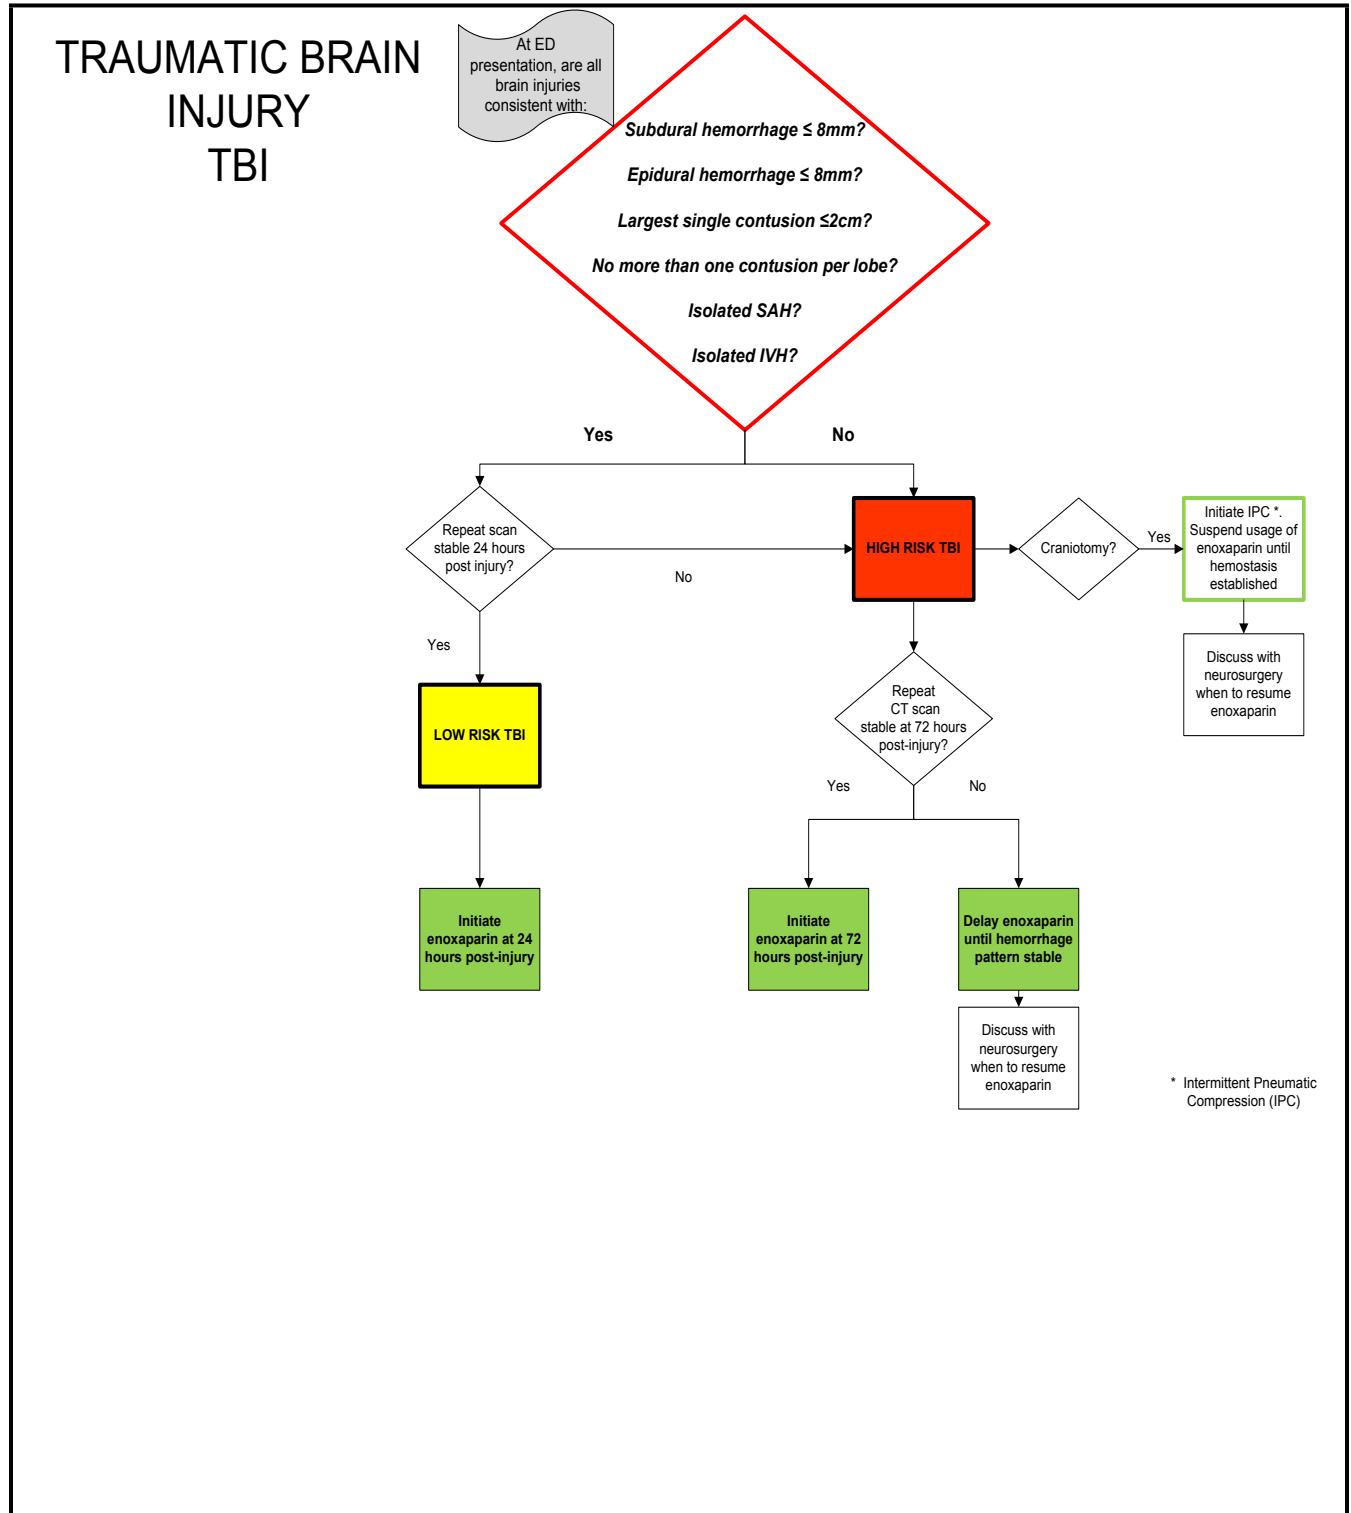 TRAUMATIC BRAIN
INJURY
TBI
At ED
presentation, are all
brain injuries
consistent with:
Subdural hemorrhage ≤ 8mm?
Epidural hemorrhage ≤ 8mm?
Largest single contusion ≤2cm?
No more than one contusion per lobe?
Isolated SAH?
Isolated IVH?
Yes
No
Repeat scan
stable 24 hours
post injury?
No
HIGH RISK TBI
Craniotomy?
Yes
Initiate IPC *.
Suspend usage of
enoxaparin until
hemostasis
established
Discuss with
neurosurgery
when to resume
enoxaparin
Yes
LOW RISK TBI
Repeat
CT scan
stable at 72 hours
post-injury?
Yes
No
Initiate
enoxaparin at 24
hours post-injury
Initiate
enoxaparin at 72
hours post-injury
Delay enoxaparin
until hemorrhage
pattern stable
Discuss with
neurosurgery
when to resume
enoxaparin
* Intermittent Pneumatic
Compression (IPC)